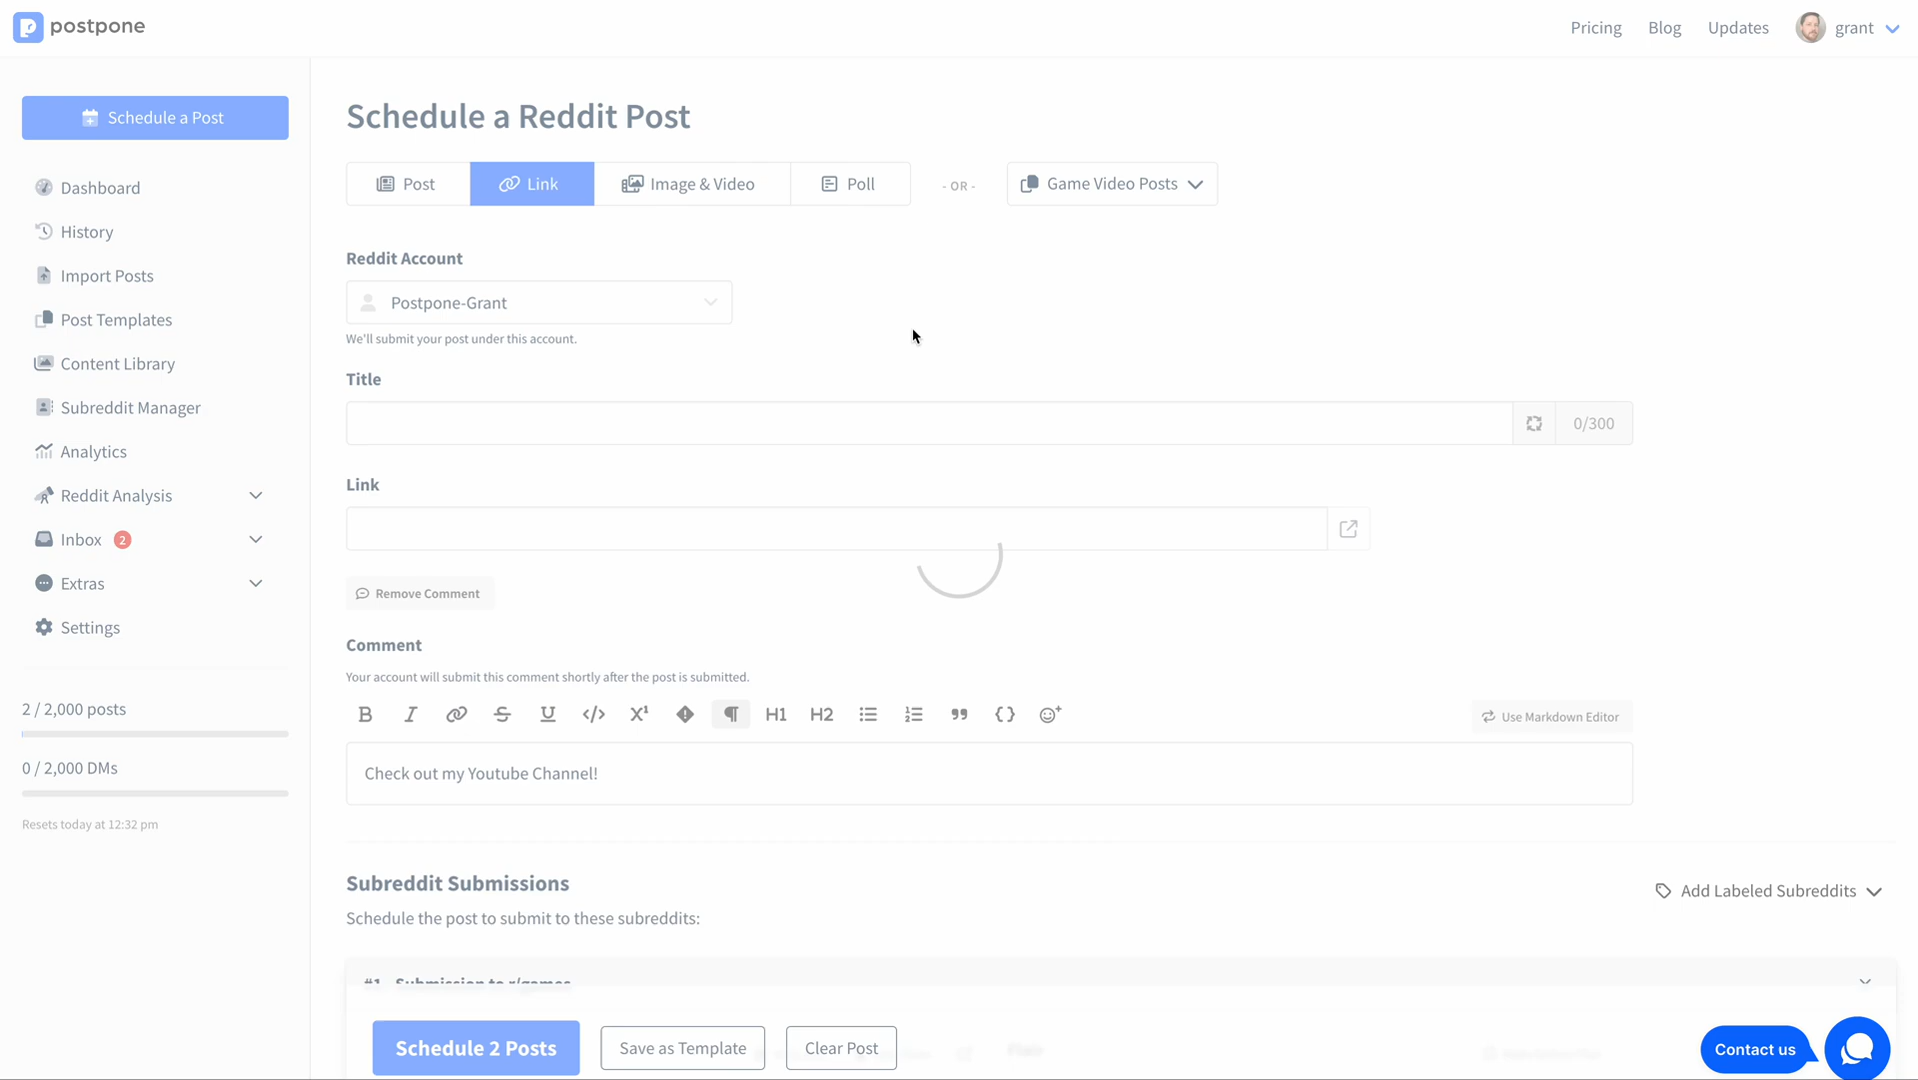 postpone
Pricing Blog Updates grant
Schedule a Post
Dashboard
History
Import Posts
Post Templates
Content Library
Subreddit Manager
Analytics
Reddit Analysis
Inbox 2
Extras
Settings
2 / 2,000 posts
0 / 2,000 DMs
Resets today at 12:32 pm
Schedule a Reddit Post
Post Link Image & Video Poll - OR - Game Video Posts
Reddit Account
Postpone-Grant
We'll submit your post under this account.
Title
0/300
Link
Remove Comment
Comment
Your account will submit this comment shortly after the post is submitted.
B I U </> X¹ ¶ H1 H2 {} Use Markdown Editor
Check out my Youtube Channel!
Subreddit Submissions
Add Labeled Subreddits
Schedule the post to submit to these subreddits:
#1 Submission to r/games
Schedule 2 Posts Save as Template Clear Post
Contact us